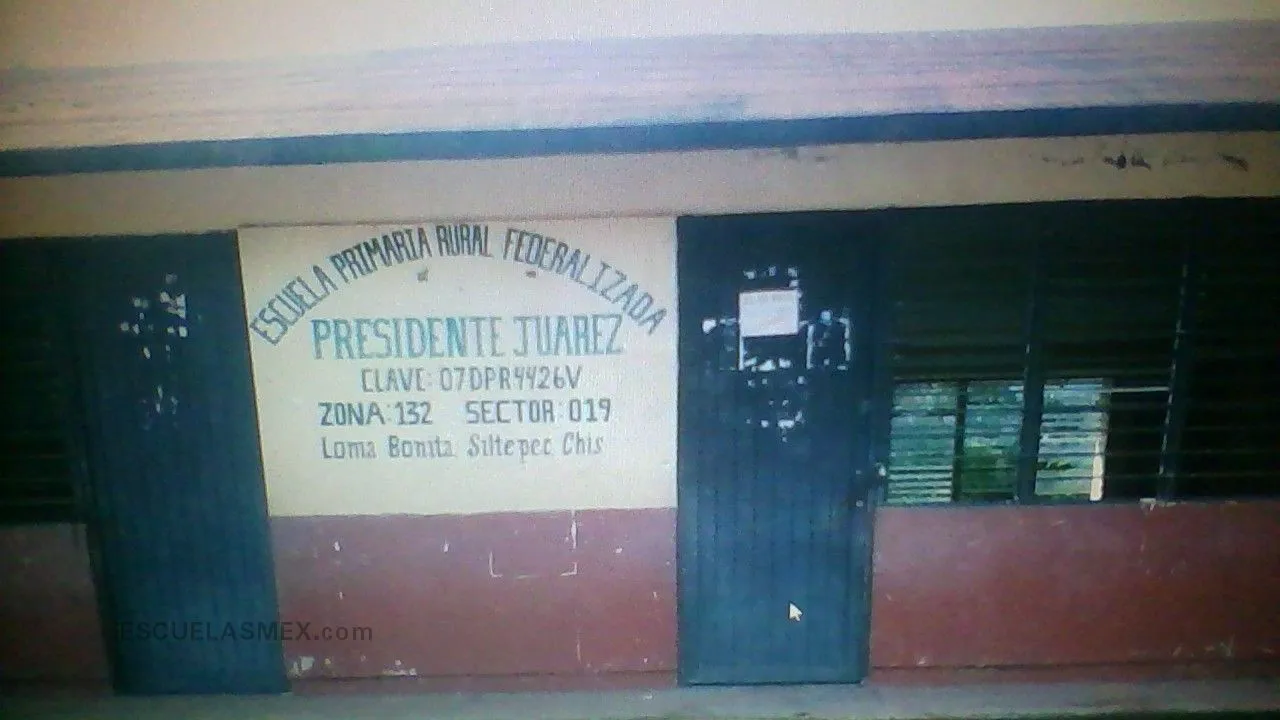 ESCUELA PRIMARIA RURAL FEDERALIZADA
PRESIDENTE JUAREZ
CLAVE: 07DPR4426V
ZONA: 132 SECTOR: 019
Loma Bonita Siltepec Chis
ESCUELASMEX.com